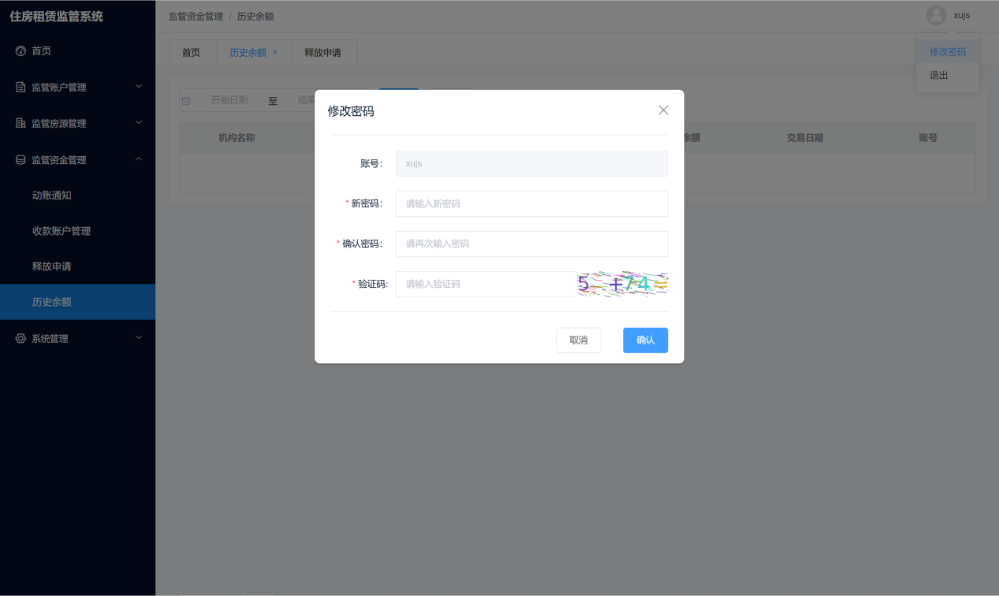 住房租赁监管系统
监管资金管理 / 历史余额
xujs
首页
首页
历史余额 ×
释放申请
修改密码
退出
监管账户管理
监管房源管理
监管资金管理
动账通知
收款账户管理
释放申请
历史余额
系统管理
开始日期 至 结束
机构名称
余额
交易日期
账号
修改密码
账号:
xujs
* 新密码:
请输入新密码
* 确认密码:
请再次输入密码
* 验证码:
请输入验证码
取消
确认